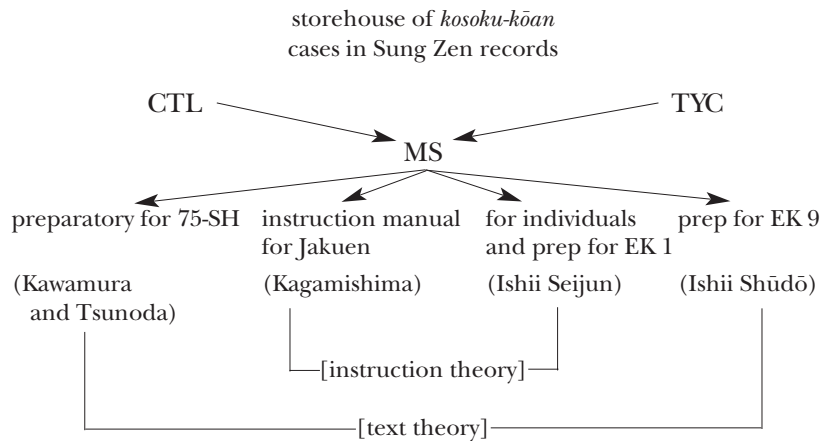 storehouse of kosoku-kōan
cases in Sung Zen records
CTL TYC
MS
preparatory for 75-SH instruction manual for individuals prep for EK 9
for Jakuen and prep for EK 1
(Kawamura (Kagamishima) (Ishii Seijun) (Ishii Shūdō)
and Tsunoda)
[instruction theory]
[text theory]